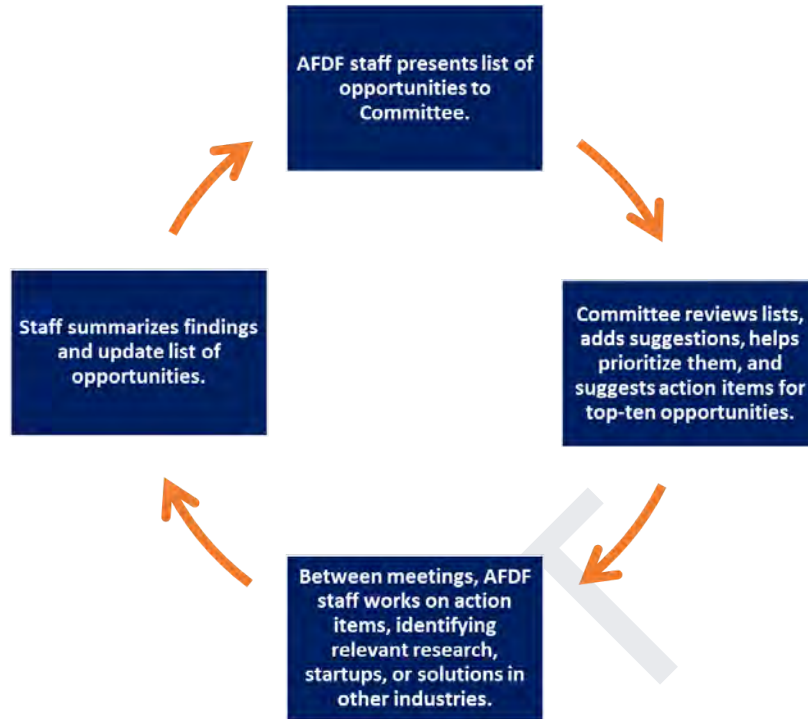 AFDF staff presents list of
opportunities to
Committee.
Committee reviews lists,
adds suggestions, helps
prioritize them, and
suggests action items for
top-ten opportunities.
Between meetings, AFDF
staff works on action
items, identifying
relevant research,
startups, or solutions in
other industries.
Staff summarizes findings
and update list of
opportunities.